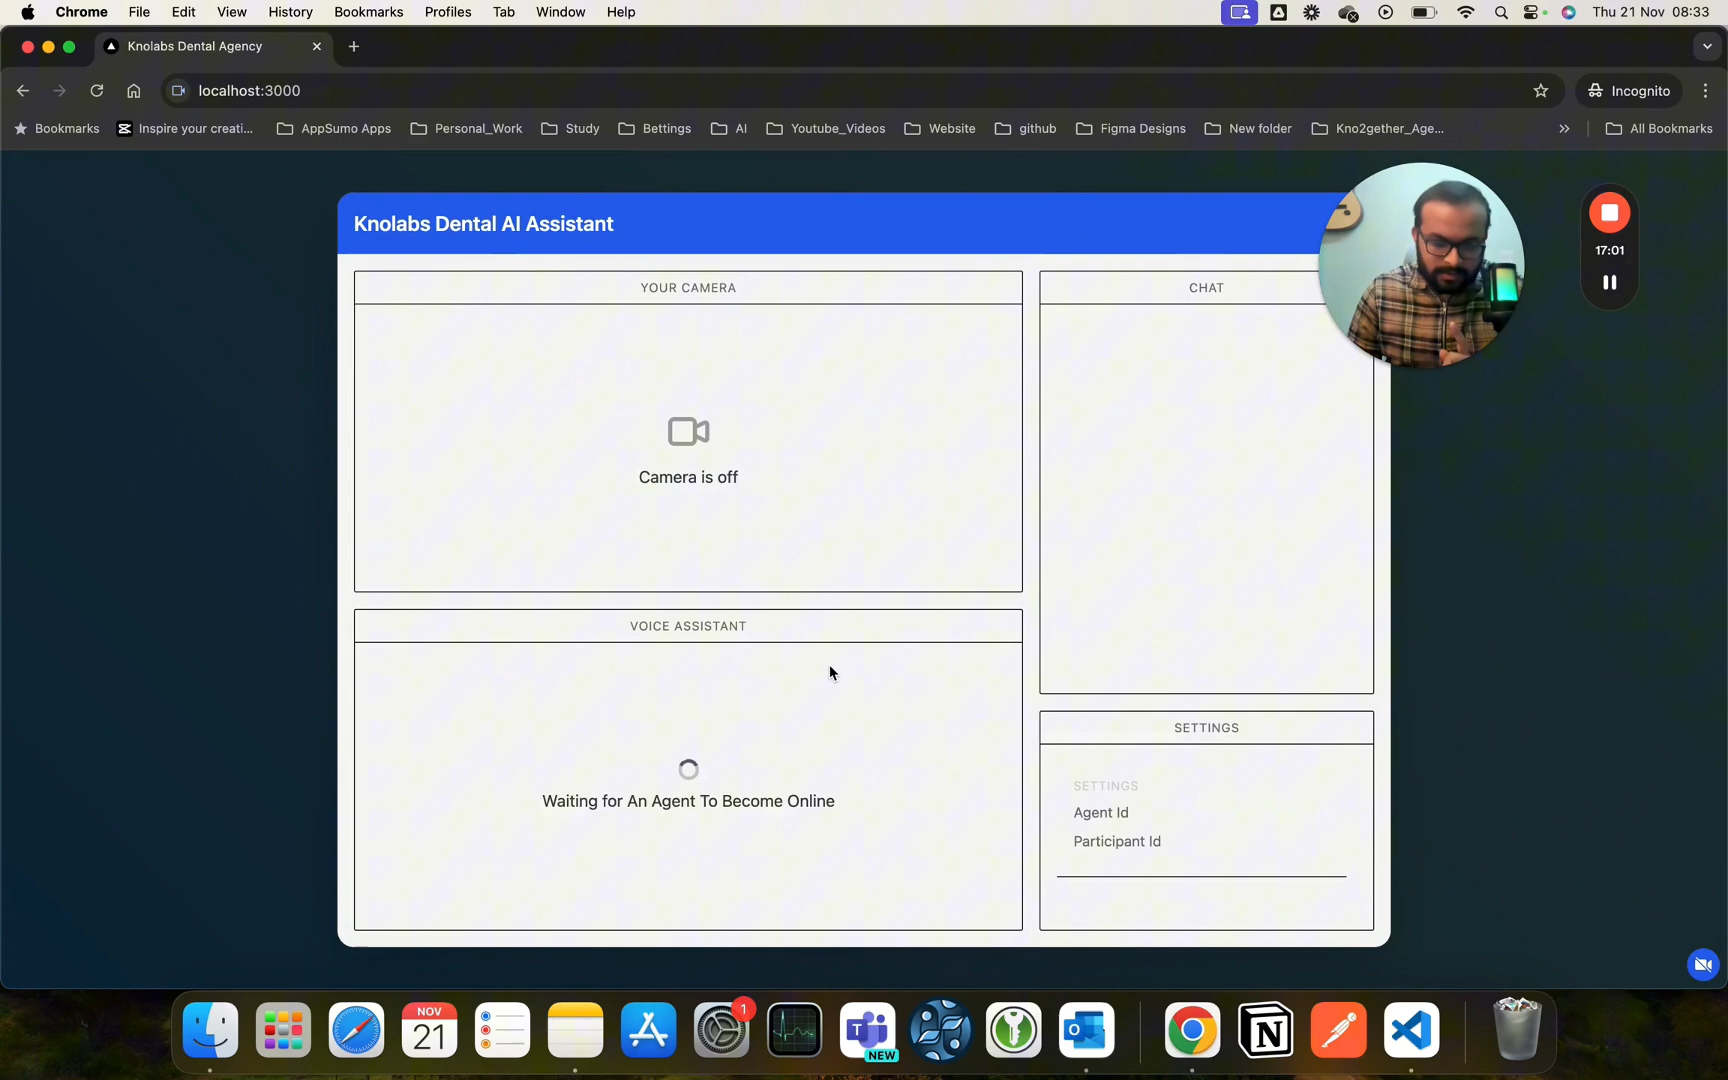 Chrome File Edit View History Bookmarks Profiles Tab Window Help Thu 21 Nov 08:33
Knolabs Dental Agency
localhost:3000 Incognito
Bookmarks Inspire your creati... AppSumo Apps Personal_Work Study Bettings AI Youtube_Videos Website github Figma Designs New folder Kno2gether_Age... » All Bookmarks
Knolabs Dental AI Assistant
17:01
YOUR CAMERA
Camera is off
CHAT
VOICE ASSISTANT
Waiting for An Agent To Become Online
SETTINGS
SETTINGS
Agent Id
Participant Id
NOV
21
1
T
NEW
O
N